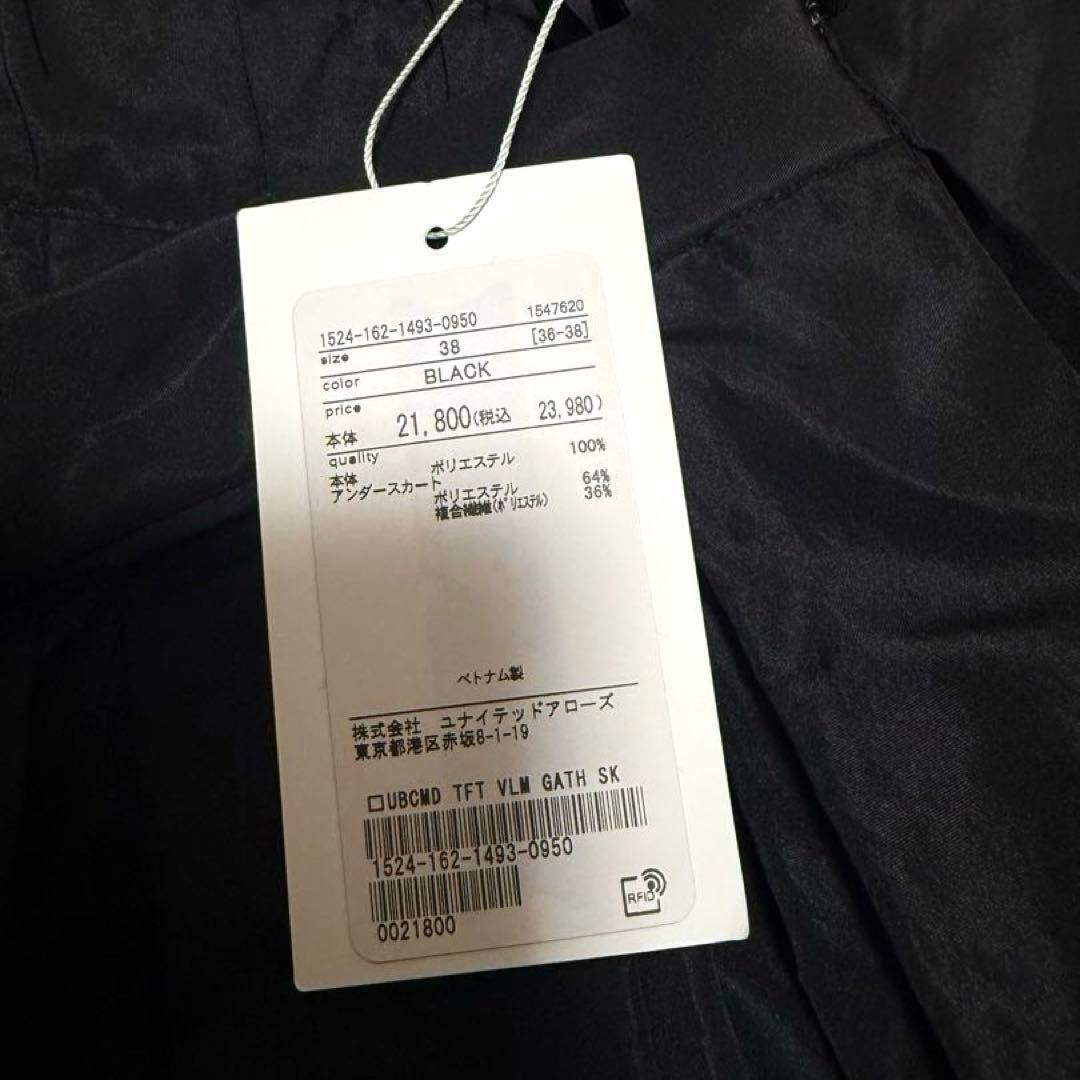 1524-162-1493-0950 1547620
size 38 [36-38]
color BLACK
price
本体 21,800(税込 23,980)
quality
本体 ポリエステル 100%
アンダースカート
ポリエステル 64%
複合繊維(ポリエステル) 36%
ベトナム製
株式会社 ユナイテッドアローズ
東京都港区赤坂8-1-19
□UBCMD TFT VLM GATH SK
1524-162-1493-0950
0021800
RFID